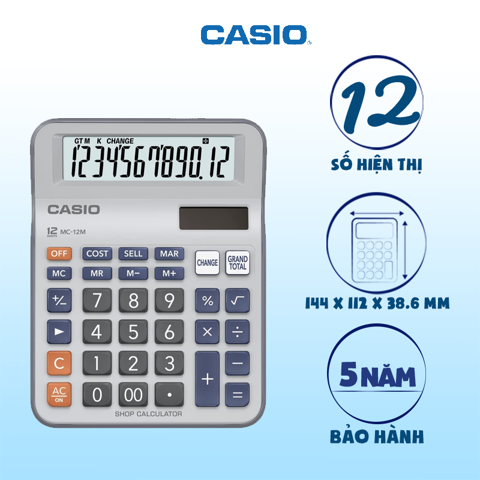 CASIO
12
SỐ HIỆN THỊ
144 X 112 X 38.6 MM
5 NĂM
BẢO HÀNH
GT M K CHANGE
123456789012
CASIO
12 MC-12M
OFF COST SELL MAR CHANGE GRAND TOTAL
MC MR M− M+
+/− 7 8 9 % √
▶ 4 5 6 × ÷
C 1 2 3 + −
AC/ON 0 00 • =
SHOP CALCULATOR